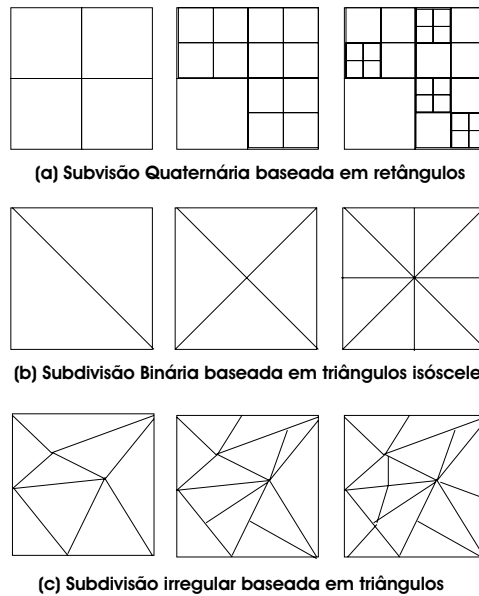 (a) Subvisão Quaternária baseada em retângulos
(b) Subdivisão Binária baseada em triângulos isóscele
(c) Subdivisão irregular baseada em triângulos